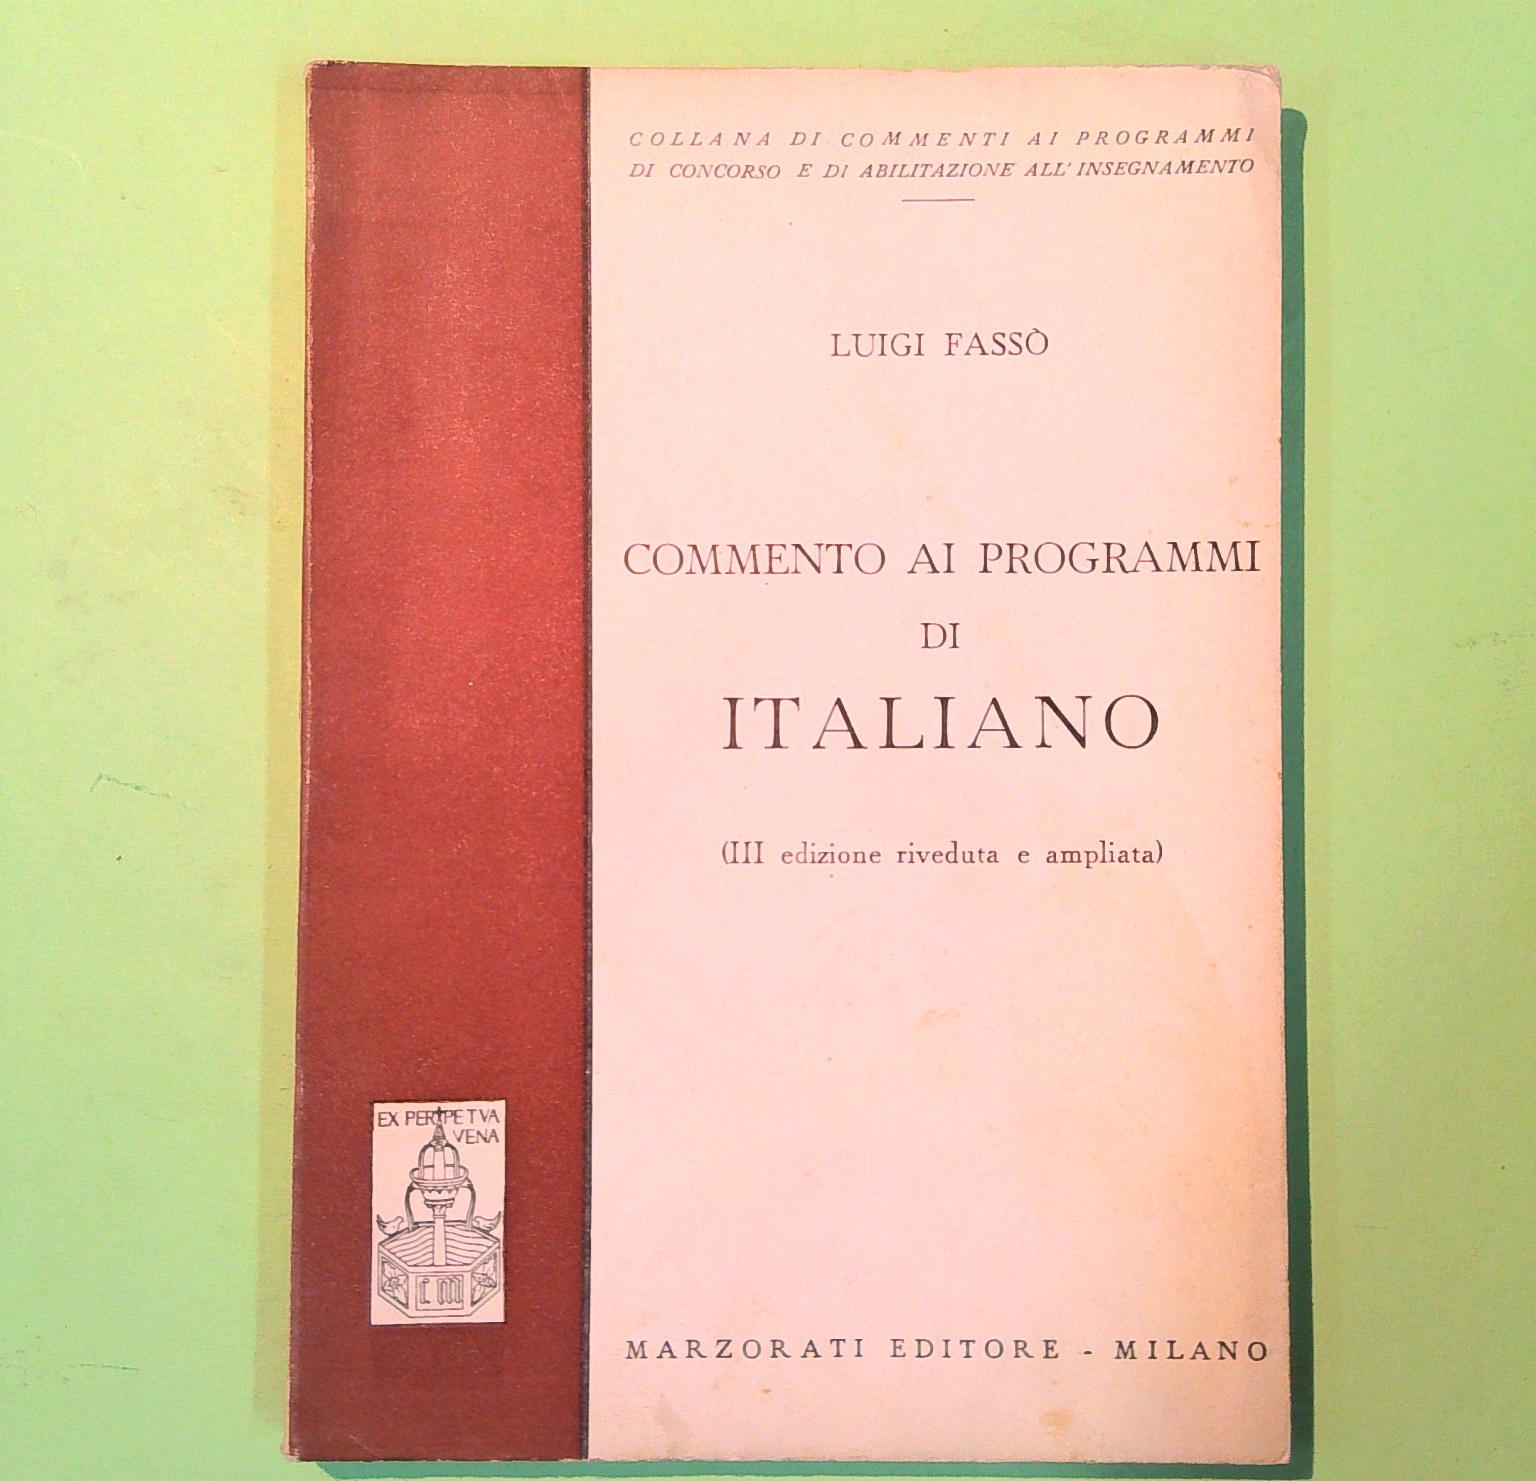 COLLANA DI COMMENTI AI PROGRAMMI
DI CONCORSO E DI ABILITAZIONE ALL'INSEGNAMENTO
LUIGI FASSÒ
COMMENTO AI PROGRAMMI
DI
ITALIANO
(III edizione riveduta e ampliata)
EX PERPETVA
VENA
CM
MARZORATI EDITORE - MILANO